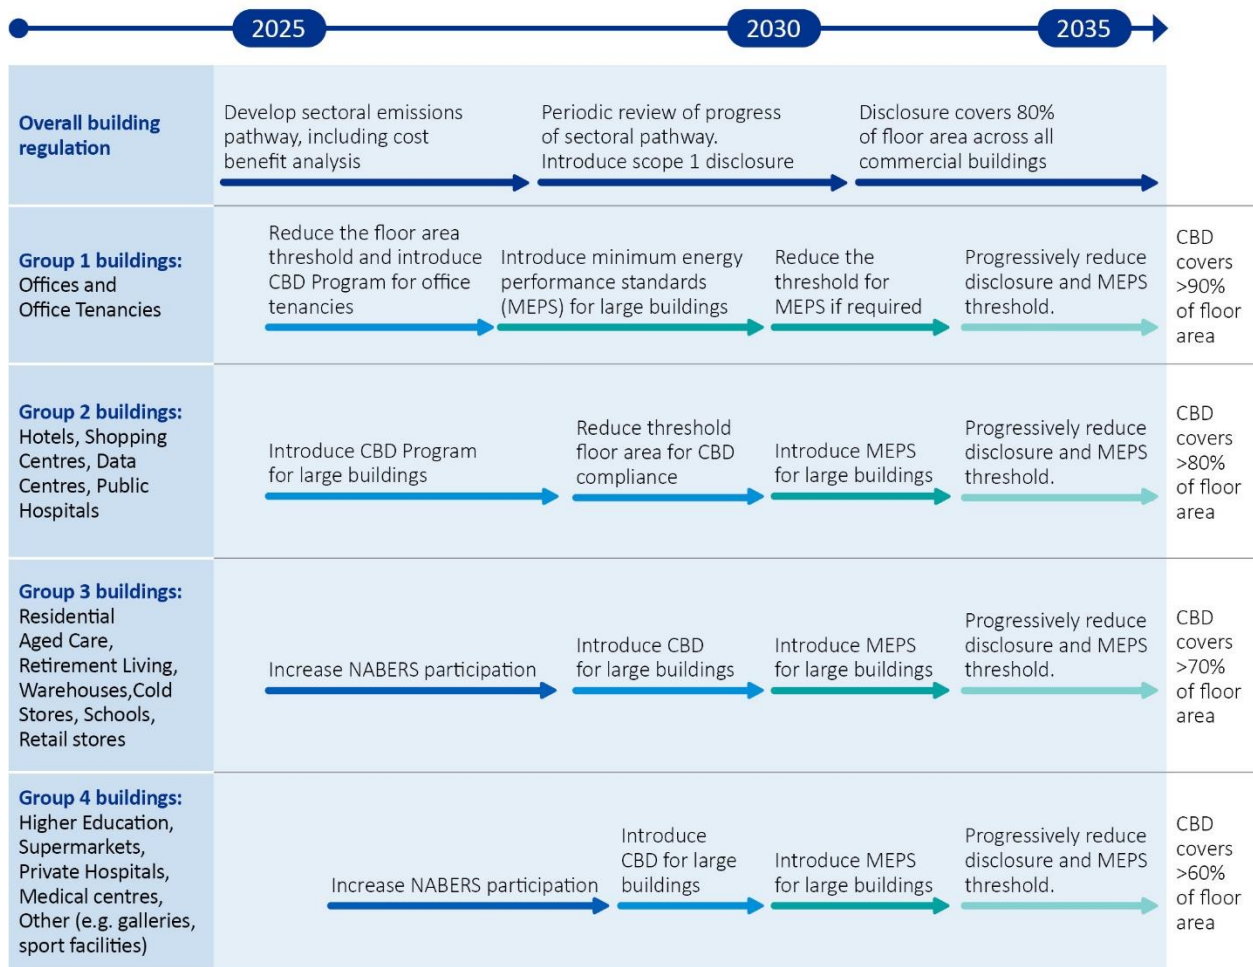 2025
2030
2035
Overall building
regulation
Develop sectoral emissions
pathway, including cost
benefit analysis
Periodic review of progress
of sectoral pathway.
Introduce scope 1 disclosure
Disclosure covers 80%
of floor area across all
commercial buildings
Group 1 buildings:
Offices and
Office Tenancies
Reduce the floor area
threshold and introduce
CBD Program for office
tenancies
Introduce minimum energy
performance standards
(MEPS) for large buildings
Reduce the
threshold for
MEPS if required
Progressively reduce
disclosure and MEPS
threshold.
CBD
covers
>90%
of floor
area
Group 2 buildings:
Hotels, Shopping
Centres, Data
Centres, Public
Hospitals
Introduce CBD Program
for large buildings
Reduce threshold
floor area for CBD
compliance
Introduce MEPS
for large buildings
Progressively reduce
disclosure and MEPS
threshold.
CBD
covers
>80%
of floor
area
Group 3 buildings:
Residential
Aged Care,
Retirement Living,
Warehouses,Cold
Stores, Schools,
Retail stores
Increase NABERS participation
Introduce CBD
for large buildings
Introduce MEPS
for large buildings
Progressively reduce
disclosure and MEPS
threshold.
CBD
covers
>70%
of floor
area
Group 4 buildings:
Higher Education,
Supermarkets,
Private Hospitals,
Medical centres,
Other (e.g. galleries,
sport facilities)
Increase NABERS participation
Introduce
CBD for large
buildings
Introduce MEPS
for large buildings
Progressively reduce
disclosure and MEPS
threshold.
CBD
covers
>60%
of floor
area